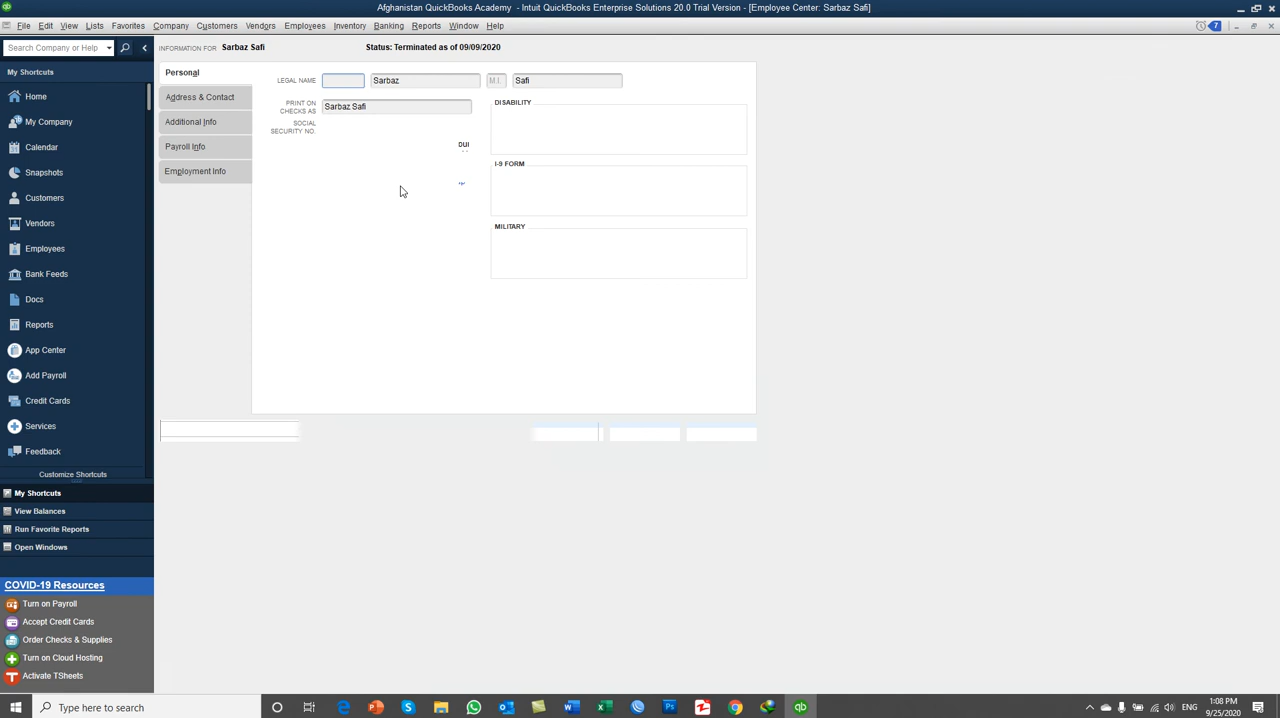 Afghanistan QuickBooks Academy - Intuit QuickBooks Enterprise Solutions 20.0 Trial Version - [Employee Center: Sarbaz Safi]
File Edit View Lists Favorites Company Customers Vendors Employees Inventory Banking Reports Window Help
7
Search Company or Help
INFORMATION FOR Sarbaz Safi
Status: Terminated as of 09/09/2020
My Shortcuts
Home
My Company
Calendar
Snapshots
Customers
Vendors
Employees
Bank Feeds
Docs
Reports
App Center
Add Payroll
Credit Cards
Services
Feedback
Customize Shortcuts
My Shortcuts
View Balances
Run Favorite Reports
Open Windows
COVID-19 Resources
Turn on Payroll
Accept Credit Cards
Order Checks & Supplies
Turn on Cloud Hosting
Activate TSheets
Personal
Address & Contact
Additional Info
Payroll Info
Employment Info
LEGAL NAME Sarbaz M.I. Safi
PRINT ON CHECKS AS Sarbaz Safi
SOCIAL SECURITY NO.
DISABILITY
I-9 FORM
MILITARY
Type here to search
ENG
1:08 PM
9/25/2020